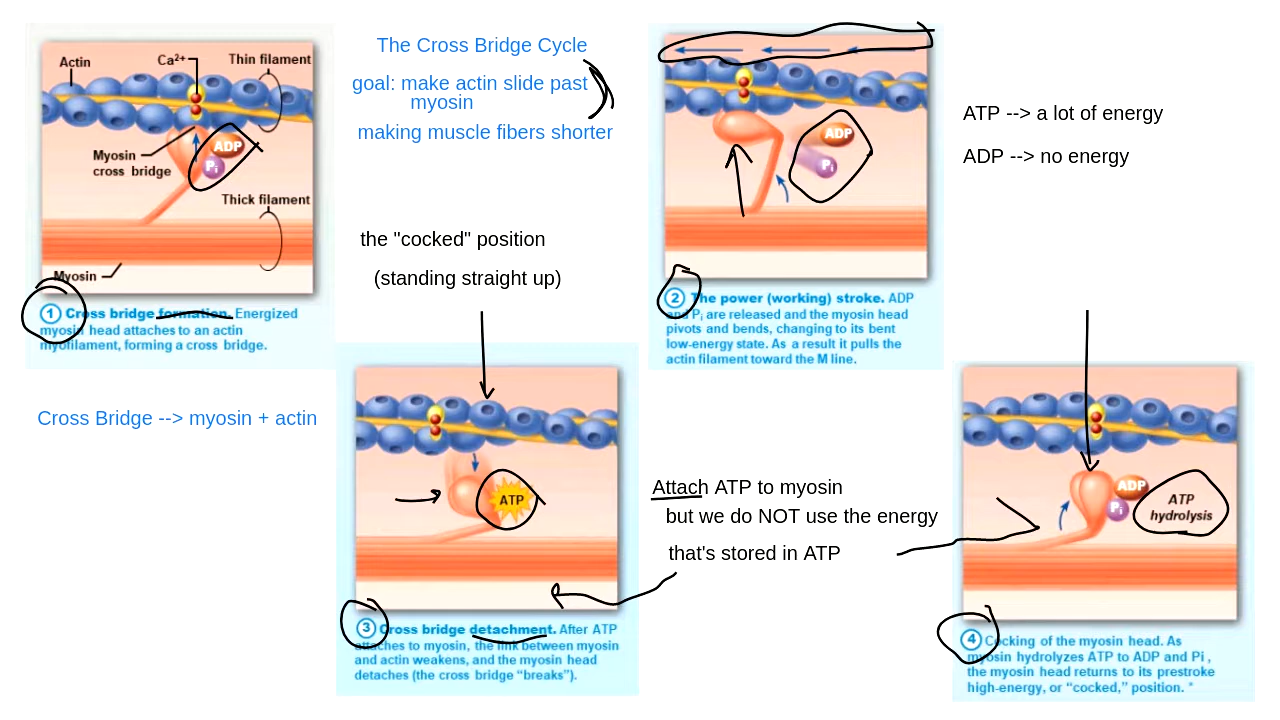 The Cross Bridge Cycle
goal: make actin slide past
myosin
making muscle fibers shorter
Actin
Ca²⁺
Thin filament
ADP
Pi
Myosin
cross bridge
Thick filament
Myosin
1 Cross bridge formation. Energized
myosin head attaches to an actin
myofilament, forming a cross bridge.
Cross Bridge --> myosin + actin
ADP
Pi
2 The power (working) stroke. ADP
and Pi are released and the myosin head
pivots and bends, changing to its bent
low-energy state. As a result it pulls the
actin filament toward the M line.
ATP --> a lot of energy
ADP --> no energy
the "cocked" position
(standing straight up)
ATP
3 Cross bridge detachment. After ATP
attaches to myosin, the link between myosin
and actin weakens, and the myosin head
detaches (the cross bridge “breaks”).
Attach ATP to myosin
but we do NOT use the energy
that's stored in ATP
ADP
Pi
ATP
hydrolysis
4 Cocking of the myosin head. As
myosin hydrolyzes ATP to ADP and Pi ,
the myosin head returns to its prestroke
high-energy, or “cocked,” position. *